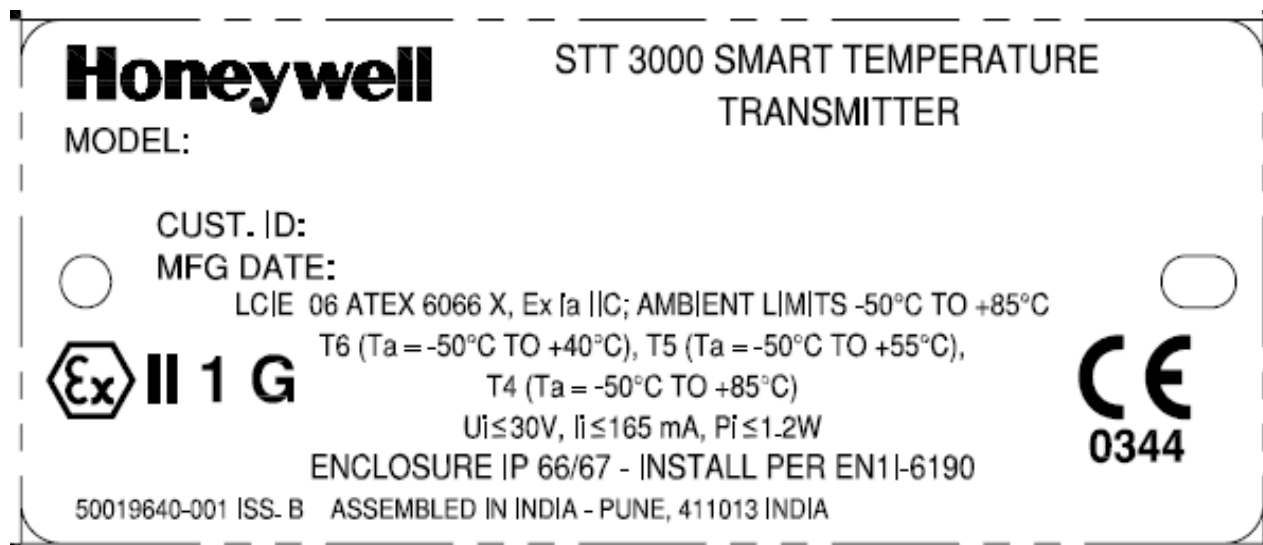 Honeywell
STT 3000 SMART TEMPERATURE
TRANSMITTER
MODEL:
CUST. ID:
MFG DATE:
LCIE 06 ATEX 6066 X, Ex ia IIC; AMBIENT LIMITS -50°C TO +85°C
T6 (Ta = -50°C TO +40°C), T5 (Ta = -50°C TO +55°C),
T4 (Ta = -50°C TO +85°C)
Ui≤30V, Ii≤165 mA, Pi≤1.2W
Ex II 1 G
CE
0344
ENCLOSURE IP 66/67 - INSTALL PER EN1I-6190
50019640-001 ISS. B ASSEMBLED IN INDIA - PUNE, 411013 INDIA